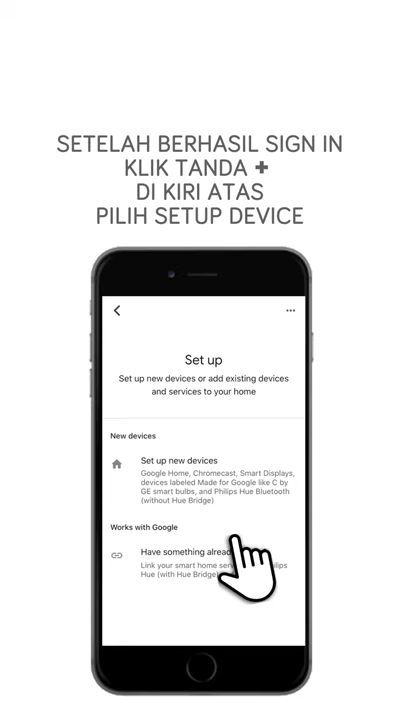 SETELAH BERHASIL SIGN IN
KLIK TANDA +
DI KIRI ATAS
PILIH SETUP DEVICE
Set up
Set up new devices or add existing devices
and services to your home
New devices
Set up new devices
Google Home, Chromecast, Smart Displays,
devices labeled Made for Google like C by
GE smart bulbs, and Philips Hue Bluetooth
(without Hue Bridge)
Works with Google
Have something
Link your smart home
Hue (with Hue Bridge)